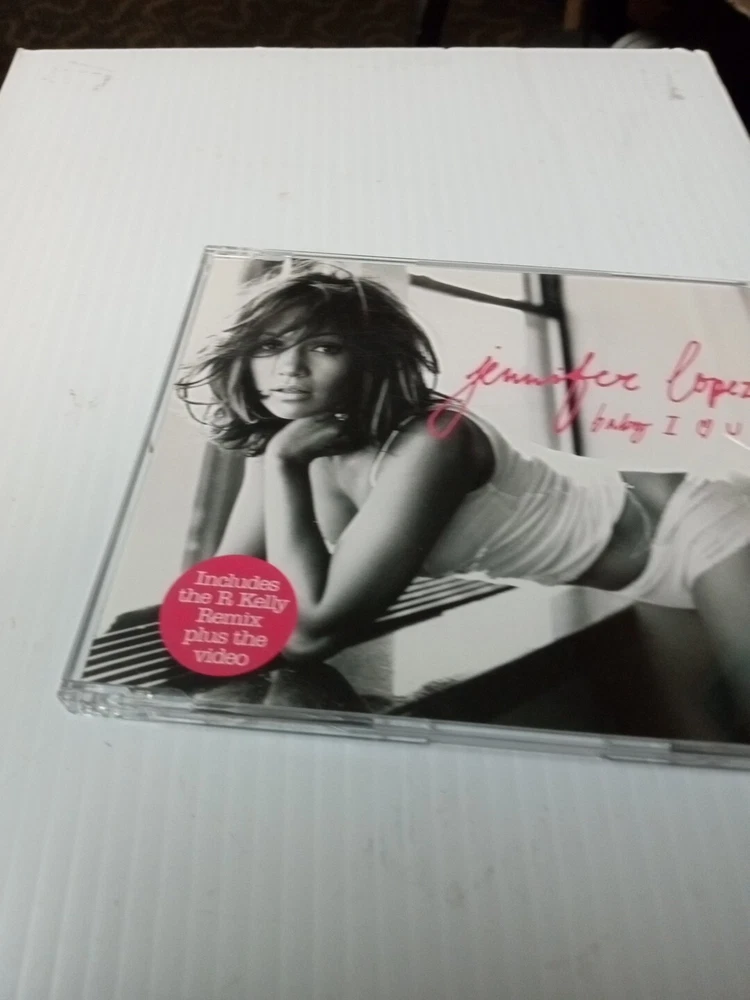 jennifer lopez
baby I ♡ U
Includes
the R Kelly
Remix
plus the
video